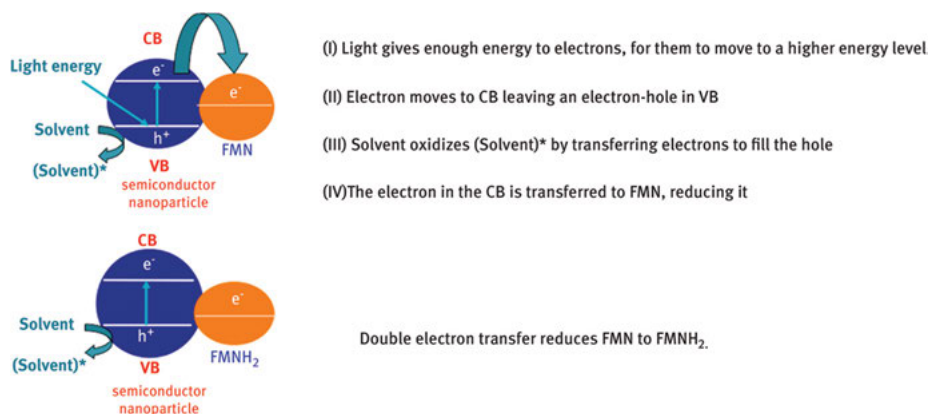 CB
Light energy
e⁻
e⁻
Solvent
h⁺
FMN
(Solvent)*
VB
semiconductor
nanoparticle
(I) Light gives enough energy to electrons, for them to move to a higher energy level
(II) Electron moves to CB leaving an electron-hole in VB
(III) Solvent oxidizes (Solvent)* by transferring electrons to fill the hole
(IV)The electron in the CB is transferred to FMN, reducing it
CB
e⁻
e⁻
Solvent
h⁺
(Solvent)*
FMNH₂
VB
semiconductor
nanoparticle
Double electron transfer reduces FMN to FMNH₂.